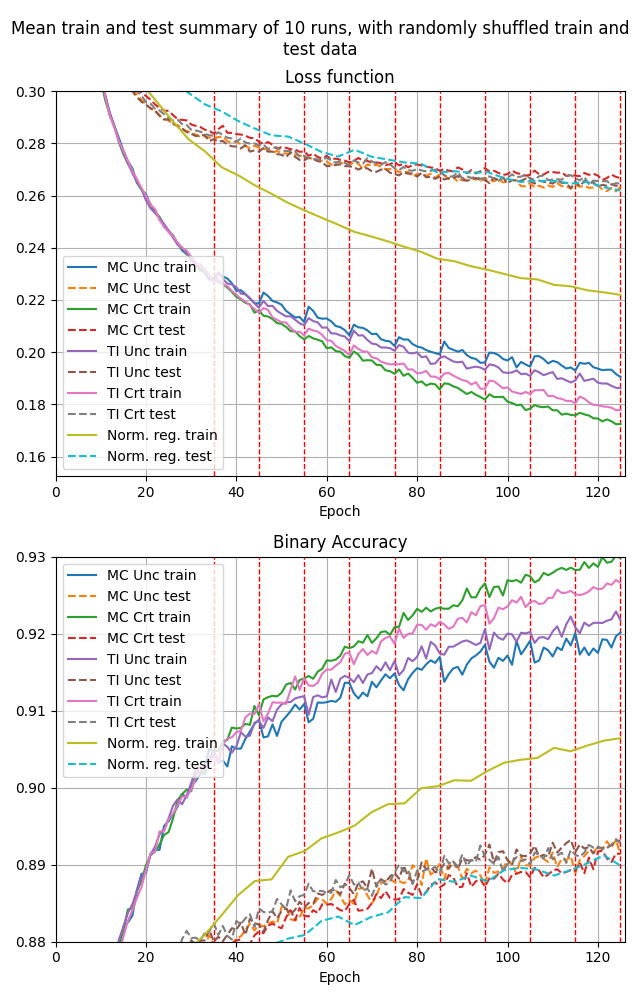 Mean train and test summary of 10 runs, with randomly shuffled train and
test data
Loss function
0.30
0.28
0.26
0.24
0.22
0.20
0.18
0.16
MC Unc train
MC Unc test
MC Crt train
MC Crt test
TI Unc train
TI Unc test
TI Crt train
TI Crt test
Norm. reg. train
Norm. reg. test
0 20 40 60 80 100 120
Epoch
Binary Accuracy
0.93
0.92
0.91
0.90
0.89
0.88
MC Unc train
MC Unc test
MC Crt train
MC Crt test
TI Unc train
TI Unc test
TI Crt train
TI Crt test
Norm. reg. train
Norm. reg. test
0 20 40 60 80 100 120
Epoch